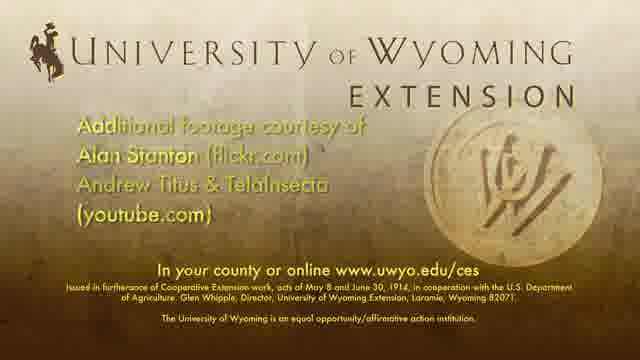 UNIVERSITY OF WYOMING
EXTENSION
Additional footage courtesy of
Alan Stanton (flickr.com)
Andrew Titus & TelaInsecta
(youtube.com)
In your county or online www.uwyo.edu/ces
Issued in furtherance of Cooperative Extension work, acts of May 8 and June 30, 1914, in cooperation with the U.S. Department
of Agriculture. Glen Whipple, Director, University of Wyoming Extension, Laramie, Wyoming 82071.
The University of Wyoming is an equal opportunity/affirmative action institution.